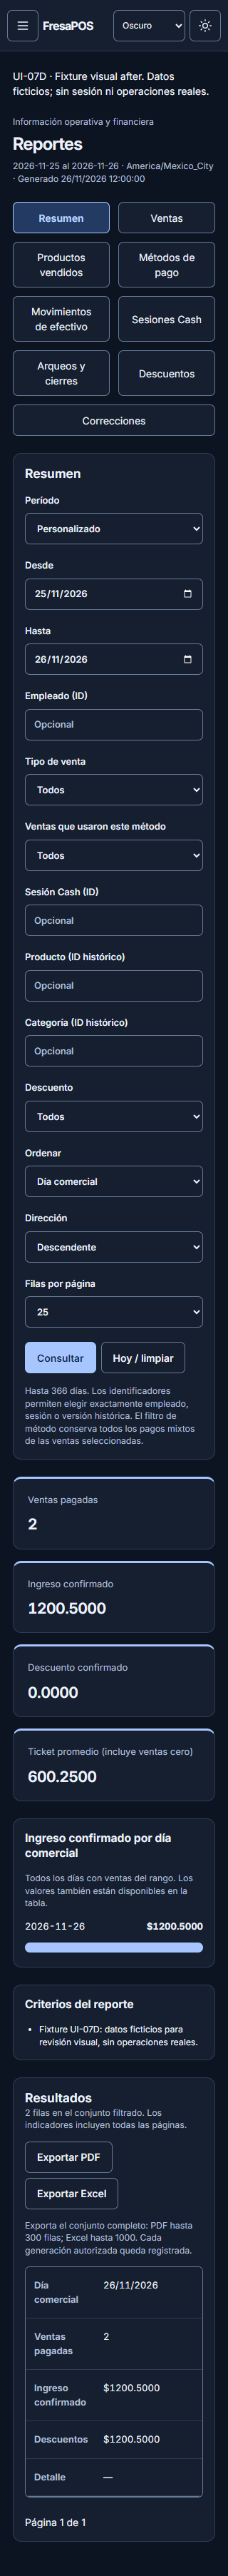 FresaPOS
Oscuro
UI-07D · Fixture visual after. Datos
ficticios; sin sesión ni operaciones reales.
Información operativa y financiera
Reportes
2026-11-25 al 2026-11-26 · America/Mexico_City
· Generado 26/11/2026 12:00:00
Resumen
Ventas
Productos
vendidos
Métodos de
pago
Movimientos
de efectivo
Sesiones Cash
Arqueos y
cierres
Descuentos
Correcciones
Resumen
Período
Personalizado
Desde
25/11/2026
Hasta
26/11/2026
Empleado (ID)
Opcional
Tipo de venta
Todos
Ventas que usaron este método
Todos
Sesión Cash (ID)
Opcional
Producto (ID histórico)
Opcional
Categoría (ID histórico)
Opcional
Descuento
Todos
Ordenar
Día comercial
Dirección
Descendente
Filas por página
25
Consultar
Hoy / limpiar
Hasta 366 días. Los identificadores
permiten elegir exactamente empleado,
sesión o versión histórica. El filtro de
método conserva todos los pagos mixtos
de las ventas seleccionadas.
Ventas pagadas
2
Ingreso confirmado
1200.5000
Descuento confirmado
0.0000
Ticket promedio (incluye ventas cero)
600.2500
Ingreso confirmado por día
comercial
Todos los días con ventas del rango. Los
valores también están disponibles en la
tabla.
2026-11-26
$1200.5000
Criterios del reporte
• Fixture UI-07D: datos ficticios para
revisión visual, sin operaciones reales.
Resultados
2 filas en el conjunto filtrado. Los
indicadores incluyen todas las páginas.
Exportar PDF
Exportar Excel
Exporta el conjunto completo: PDF hasta
300 filas; Excel hasta 1000. Cada
generación autorizada queda registrada.
Día
comercial
26/11/2026
Ventas
pagadas
2
Ingreso
confirmado
$1200.5000
Descuentos
$1200.5000
Detalle
—
Página 1 de 1